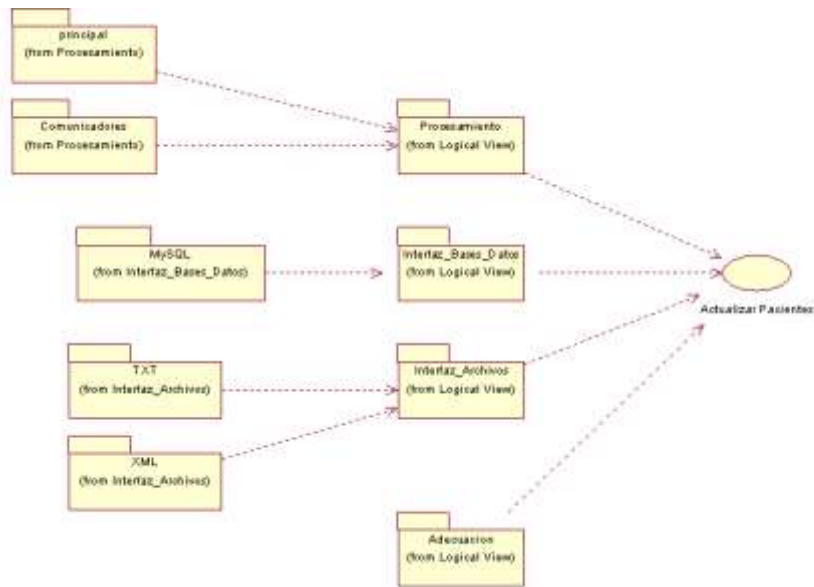 principal
(from Procesamiento)
Comunicadores
(from Procesamiento)
Procesamiento
(from Logical View)
MySQL
(from Interfaz_Bases_Datos)
Interfaz_Bases_Datos
(from Logical View)
Actualizar Pacientes
TXT
(from Interfaz_Archivos)
Interfaz_Archivos
(from Logical View)
XML
(from Interfaz_Archivos)
Adecuacion
(from Logical View)